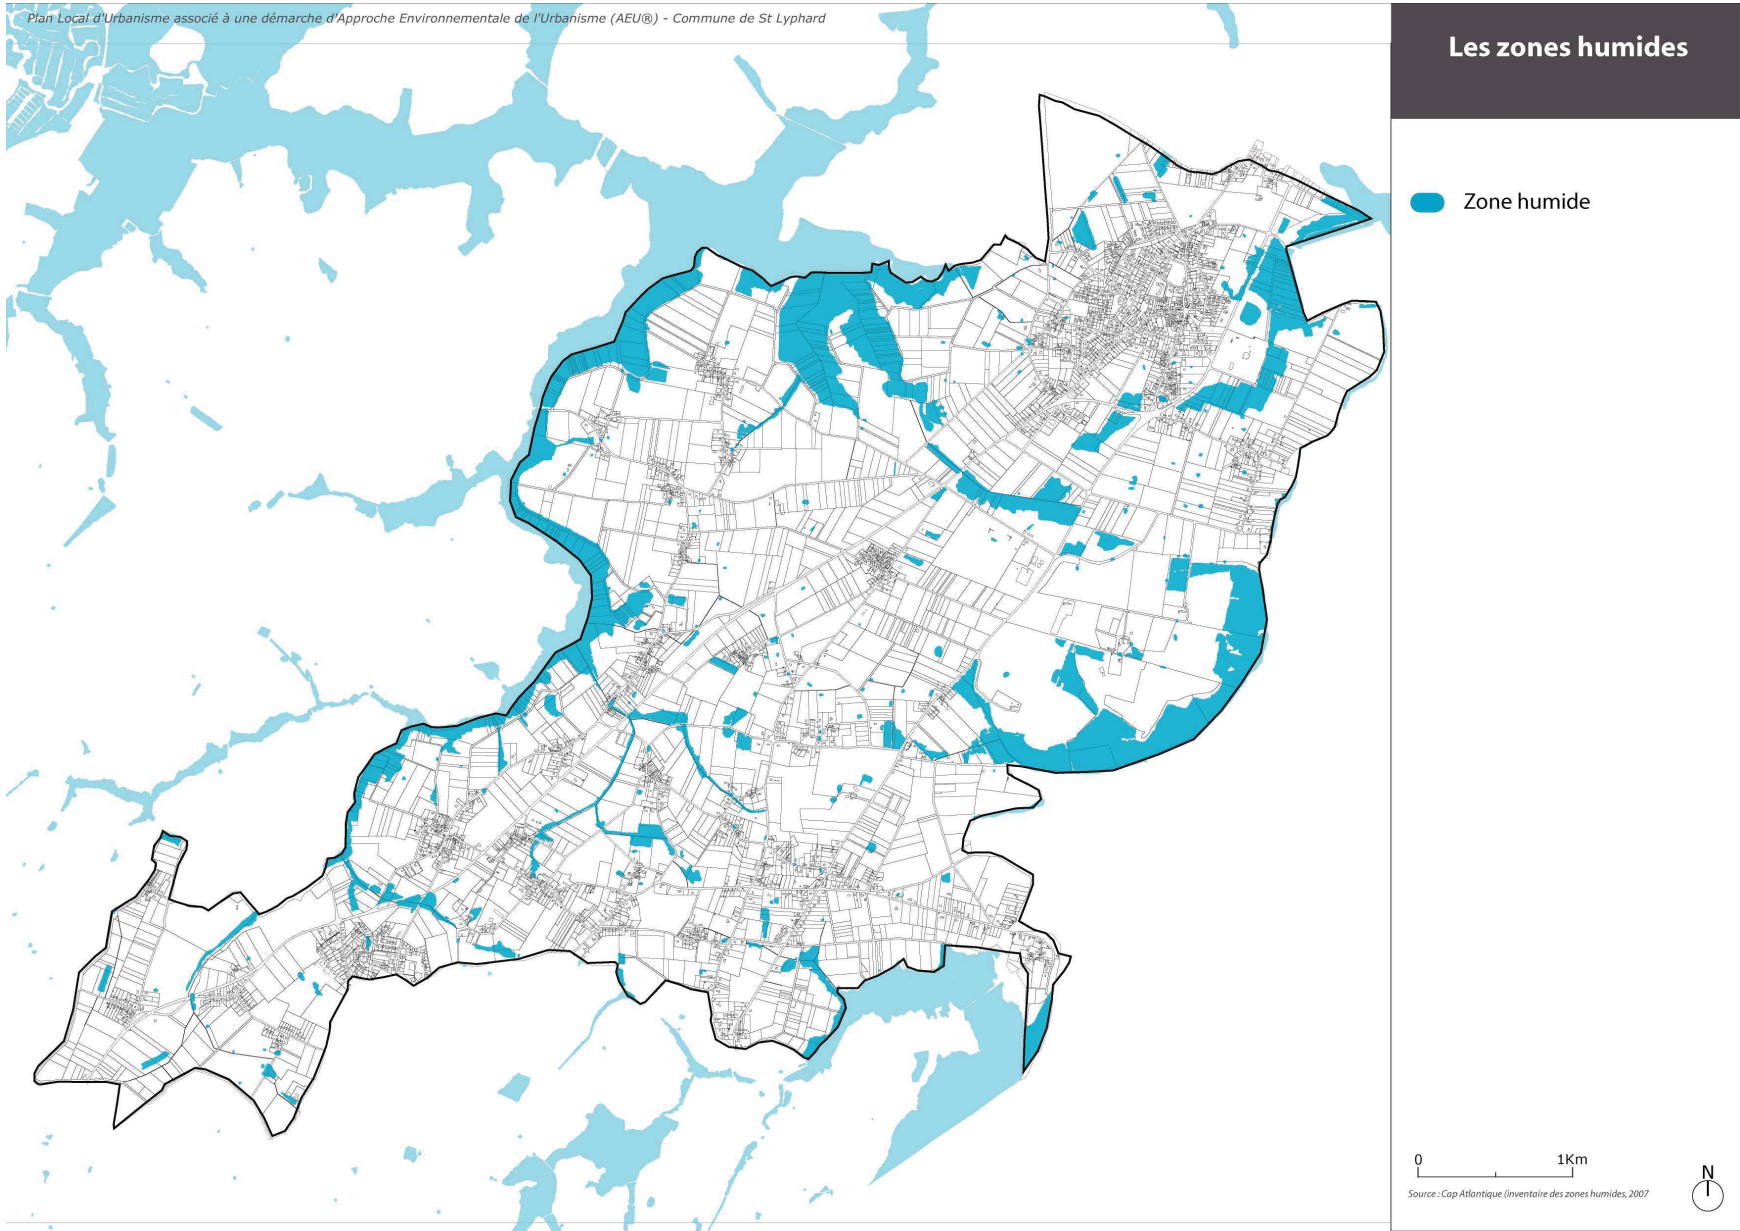 Plan Local d'Urbanisme associé à une démarche d'Approche Environnementale de l'Urbanisme (AEU®) - Commune de St Lyphard
Les zones humides
Zone humide
0 1Km
N
Source : Cap Atlantique (inventaire des zones humides, 2007